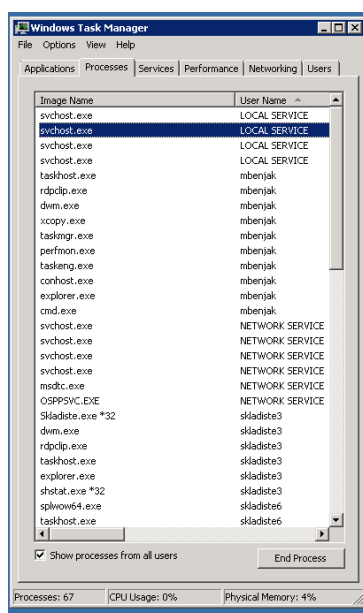 Windows Task Manager
File Options View Help
Applications Processes Services Performance Networking Users
Image Name User Name
svchost.exe LOCAL SERVICE
svchost.exe LOCAL SERVICE
svchost.exe LOCAL SERVICE
svchost.exe LOCAL SERVICE
taskhost.exe mbenjak
rdpclip.exe mbenjak
dwm.exe mbenjak
xcopy.exe mbenjak
taskmgr.exe mbenjak
perfmon.exe mbenjak
taskeng.exe mbenjak
conhost.exe mbenjak
explorer.exe mbenjak
cmd.exe mbenjak
svchost.exe NETWORK SERVICE
svchost.exe NETWORK SERVICE
svchost.exe NETWORK SERVICE
svchost.exe NETWORK SERVICE
msdtc.exe NETWORK SERVICE
OSPPSVC.EXE NETWORK SERVICE
Skladiste.exe *32 skladiste3
dwm.exe skladiste3
rdpclip.exe skladiste3
taskhost.exe skladiste3
explorer.exe skladiste3
shstat.exe *32 skladiste3
splwow64.exe skladiste6
taskhost.exe skladiste6
Show processes from all users End Process
Processes: 67 CPU Usage: 0% Physical Memory: 4%